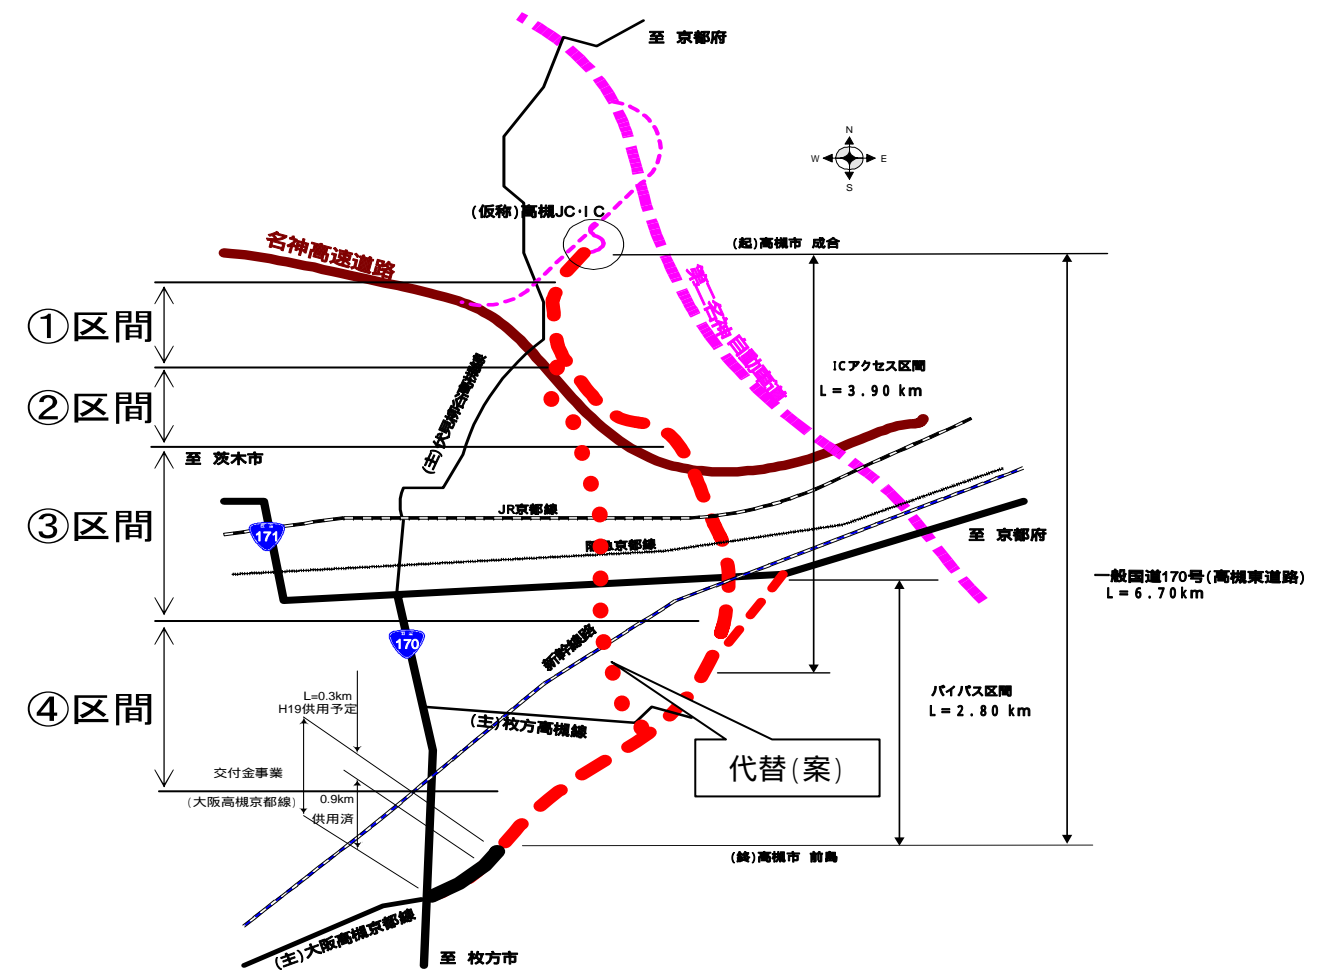 至 京都府
N
W
E
S
(仮称)高槻JC・IC
(起)高槻市 成合
名神高速道路
第二名神自動車道
①区間
ICアクセス区間
L=3.90 km
②区間
(主)伏見柳谷高槻線
至 茨木市
JR京都線
③区間
171
京都線
至 京都府
一般国道170号(高槻東道路)
L=6.70km
170
新幹線路
L=0.3km
H19供用予定
④区間
(主)枚方高槻線
バイパス区間
L=2.80 km
代替(案)
交付金事業
(大阪高槻京都線)
0.9km
供用済
(終)高槻市 前島
(主)大阪高槻京都線
至 枚方市